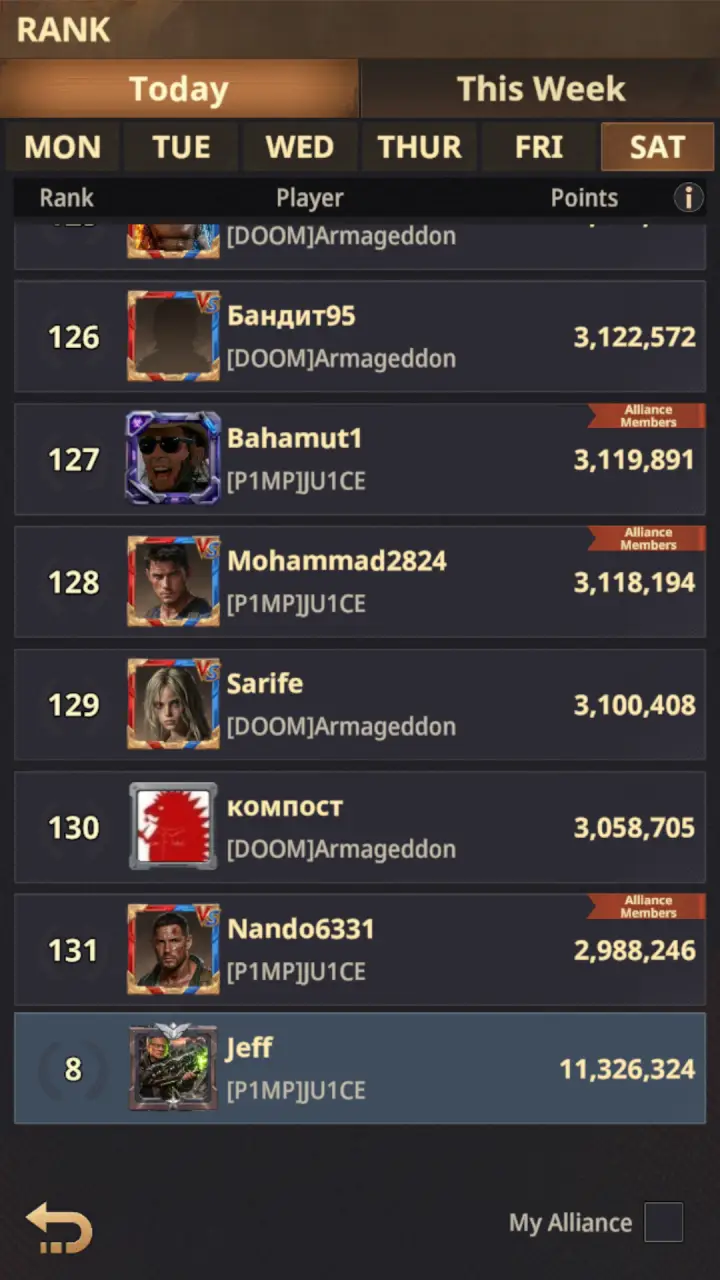 RANK
Today
This Week
MON TUE WED THUR FRI SAT
Rank Player Points
[DOOM]Armageddon
126
Бандит95
[DOOM]Armageddon
3,122,572
127
Bahamut1
[P1MP]JU1CE
Alliance
Members
3,119,891
128
Mohammad2824
[P1MP]JU1CE
Alliance
Members
3,118,194
129
Sarife
[DOOM]Armageddon
3,100,408
130
компост
[DOOM]Armageddon
3,058,705
131
Nando6331
[P1MP]JU1CE
Alliance
Members
2,988,246
8
Jeff
[P1MP]JU1CE
11,326,324
My Alliance